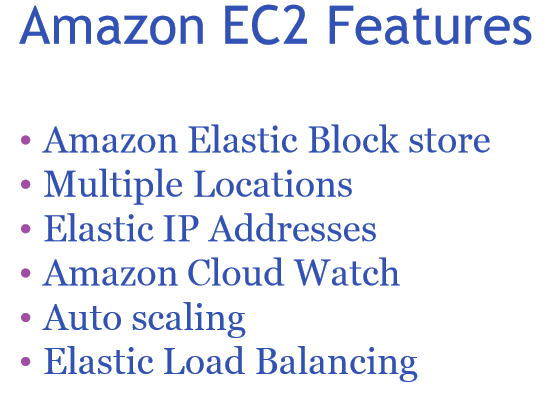 Amazon EC2 Features
• Amazon Elastic Block store
• Multiple Locations
• Elastic IP Addresses
• Amazon Cloud Watch
• Auto scaling
• Elastic Load Balancing